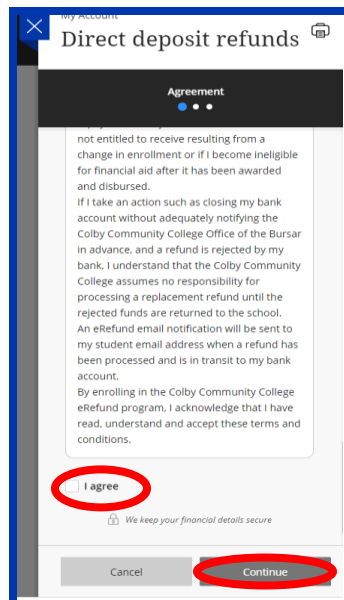 My Account
Direct deposit refunds
Agreement
not entitled to receive resulting from a
change in enrollment or if I become ineligible
for financial aid after it has been awarded
and disbursed.
If I take an action such as closing my bank
account without adequately notifying the
Colby Community College Office of the Bursar
in advance, and a refund is rejected by my
bank, I understand that the Colby Community
College assumes no responsibility for
processing a replacement refund until the
rejected funds are returned to the school.
An eRefund email notification will be sent to
my student email address when a refund has
been processed and is in transit to my bank
account.
By enrolling in the Colby Community College
eRefund program, I acknowledge that I have
read, understand and accept these terms and
conditions.
I agree
We keep your financial details secure
Cancel
Continue